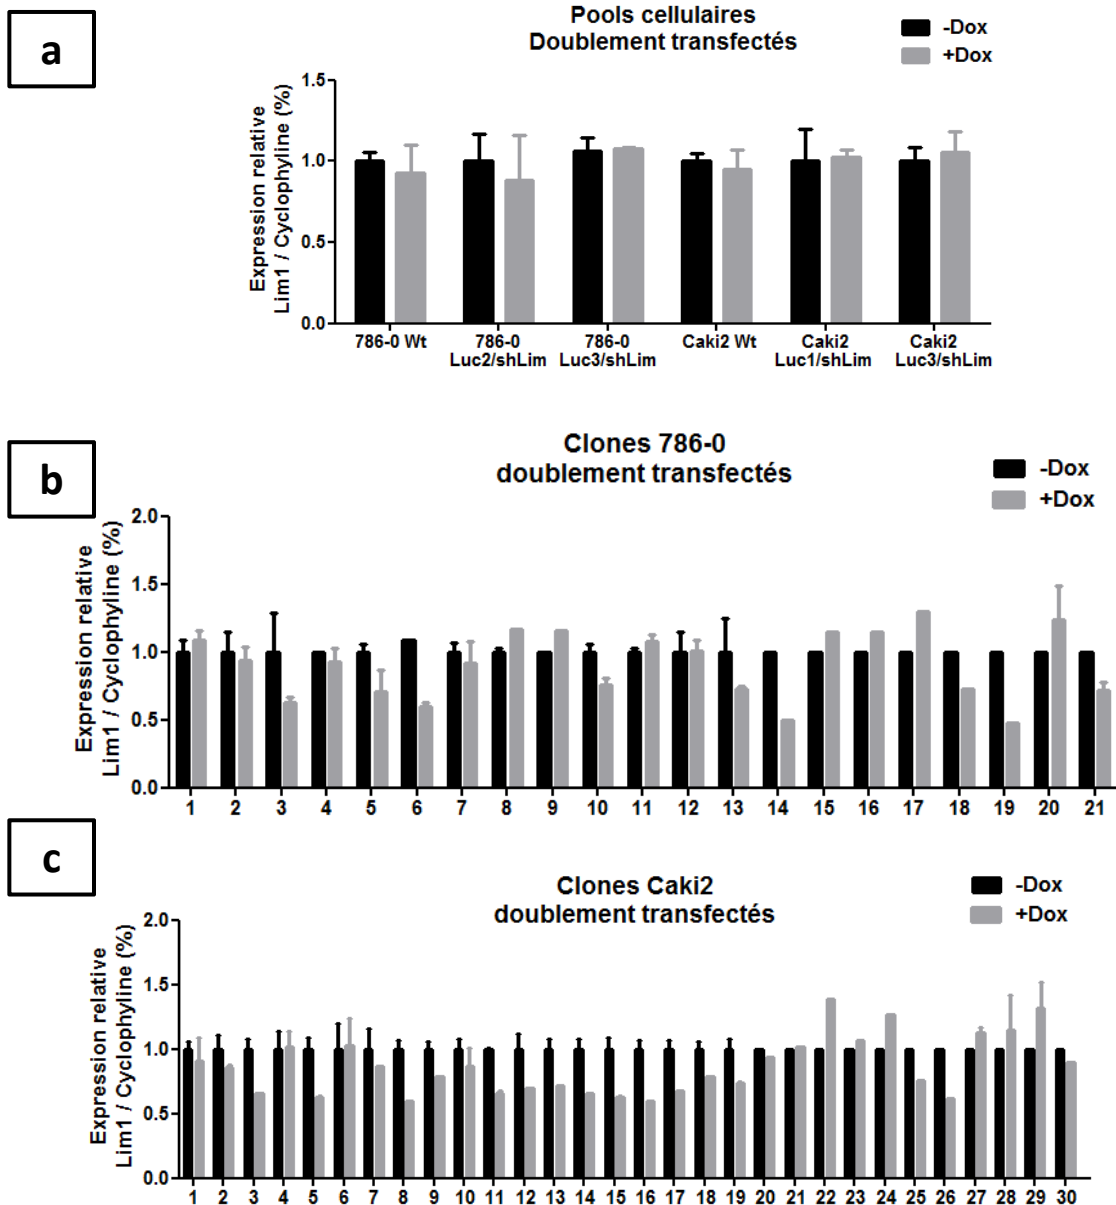 a
Pools cellulaires
Doublement transfectés
-Dox
+Dox
Expression relative
Lim1 / Cyclophyline (%)
1.5
1.0
0.5
0.0
786-0 Wt
786-0
Luc2/shLim
786-0
Luc3/shLim
Caki2 Wt
Caki2
Luc1/shLim
Caki2
Luc3/shLim
b
Clones 786-0
doublement transfectés
-Dox
+Dox
Expression relative
Lim1 / Cyclophyline (%)
2.0
1.5
1.0
0.5
0.0
1 2 3 4 5 6 7 8 9 10 11 12 13 14 15 16 17 18 19 20 21
c
Clones Caki2
doublement transfectés
-Dox
+Dox
Expression relative
Lim1 / Cyclophyline (%)
2.0
1.5
1.0
0.5
0.0
1 2 3 4 5 6 7 8 9 10 11 12 13 14 15 16 17 18 19 20 21 22 23 24 25 26 27 28 29 30